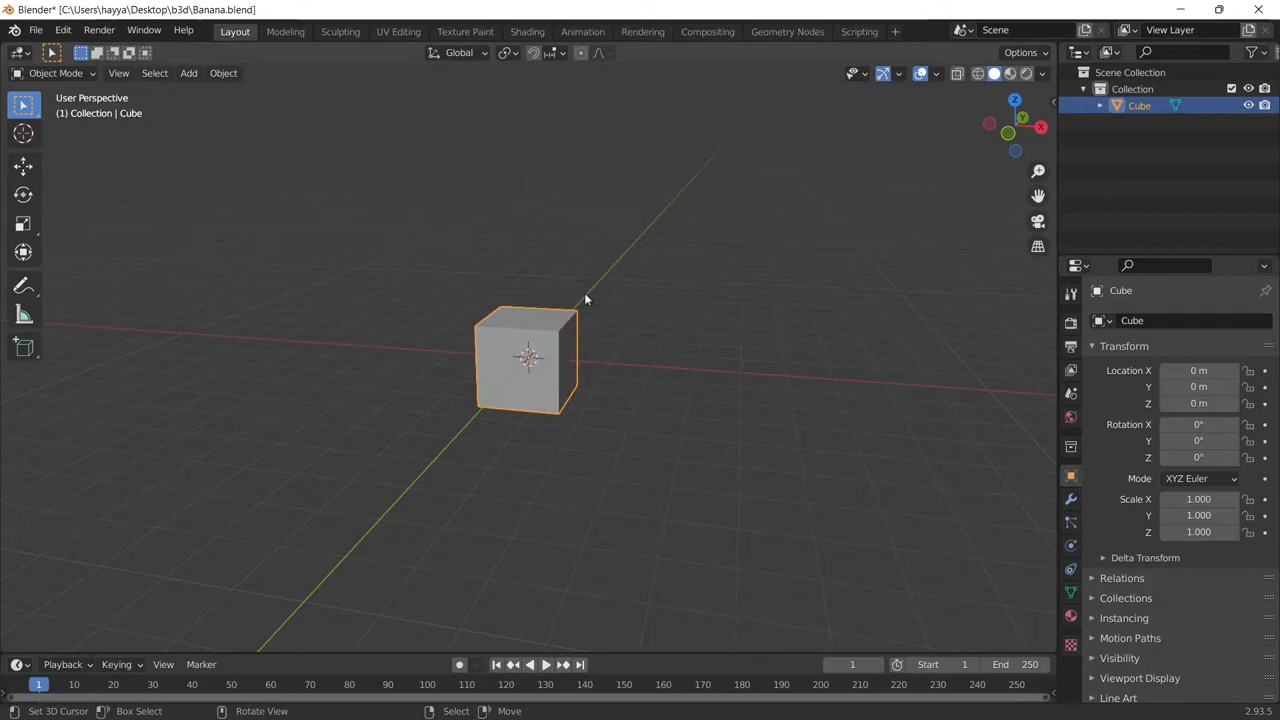 Blender* [C:\Users\hayya\Desktop\b3d\Banana.blend]
File Edit Render Window Help Layout Modeling Sculpting UV Editing Texture Paint Shading Animation Rendering Compositing Geometry Nodes Scripting + Scene View Layer
Global Options
Object Mode View Select Add Object
User Perspective
(1) Collection | Cube
Z
Y
X
Scene Collection
Collection
Cube
Cube
Cube
Transform
Location X 0 m
Y 0 m
Z 0 m
Rotation X 0°
Y 0°
Z 0°
Mode XYZ Euler
Scale X 1.000
Y 1.000
Z 1.000
Delta Transform
Relations
Collections
Instancing
Motion Paths
Visibility
Viewport Display
Line Art
Playback Keying View Marker 1 Start 1 End 250
1 10 20 30 40 50 60 70 80 90 100 110 120 130 140 150 160 170 180 190 200 210 220 230 240 250
Set 3D Cursor Box Select Rotate View Select Move 2.93.5